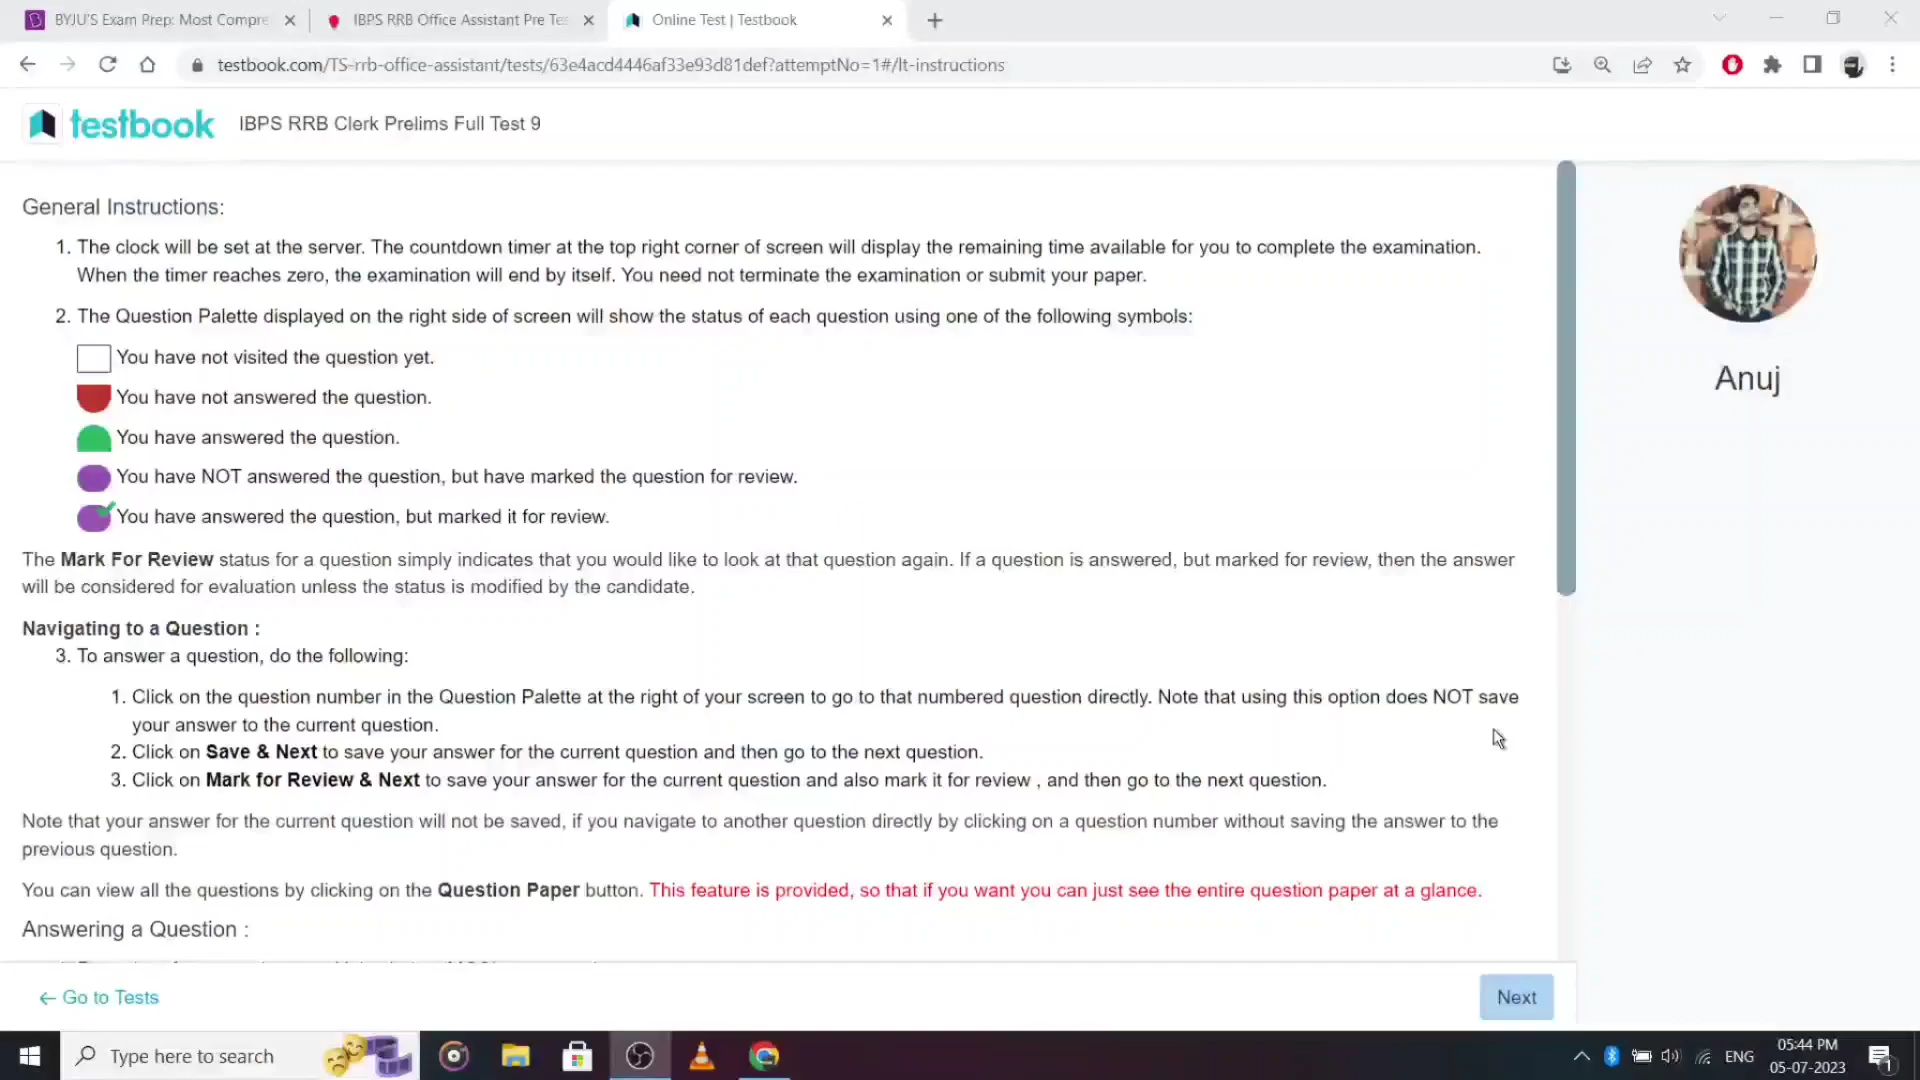 BYJU'S Exam Prep: Most Compre
IBPS RRB Office Assistant Pre Tes
Online Test | Testbook
testbook.com/TS-rrb-office-assistant/tests/63e4acd4446af33e93d81def?attemptNo=1#/lt-instructions
testbook
IBPS RRB Clerk Prelims Full Test 9
General Instructions:
1. The clock will be set at the server. The countdown timer at the top right corner of screen will display the remaining time available for you to complete the examination.
When the timer reaches zero, the examination will end by itself. You need not terminate the examination or submit your paper.
2. The Question Palette displayed on the right side of screen will show the status of each question using one of the following symbols:
You have not visited the question yet.
You have not answered the question.
You have answered the question.
You have NOT answered the question, but have marked the question for review.
You have answered the question, but marked it for review.
The Mark For Review status for a question simply indicates that you would like to look at that question again. If a question is answered, but marked for review, then the answer
will be considered for evaluation unless the status is modified by the candidate.
Navigating to a Question :
3. To answer a question, do the following:
1. Click on the question number in the Question Palette at the right of your screen to go to that numbered question directly. Note that using this option does NOT save
your answer to the current question.
2. Click on Save & Next to save your answer for the current question and then go to the next question.
3. Click on Mark for Review & Next to save your answer for the current question and also mark it for review , and then go to the next question.
Note that your answer for the current question will not be saved, if you navigate to another question directly by clicking on a question number without saving the answer to the
previous question.
You can view all the questions by clicking on the Question Paper button. This feature is provided, so that if you want you can just see the entire question paper at a glance.
Answering a Question :
Anuj
← Go to Tests
Next
Type here to search
ENG
05:44 PM
05-07-2023
1